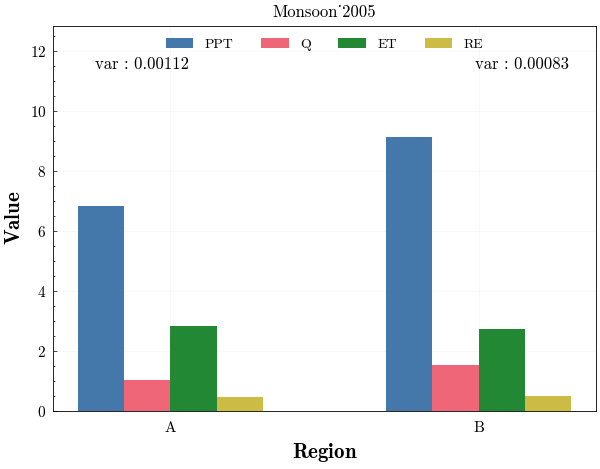 Monsoon˙2005
PPT Q ET RE
var : 0.00112 var : 0.00083
12
10
8
6
4
2
0
Value
A B
Region